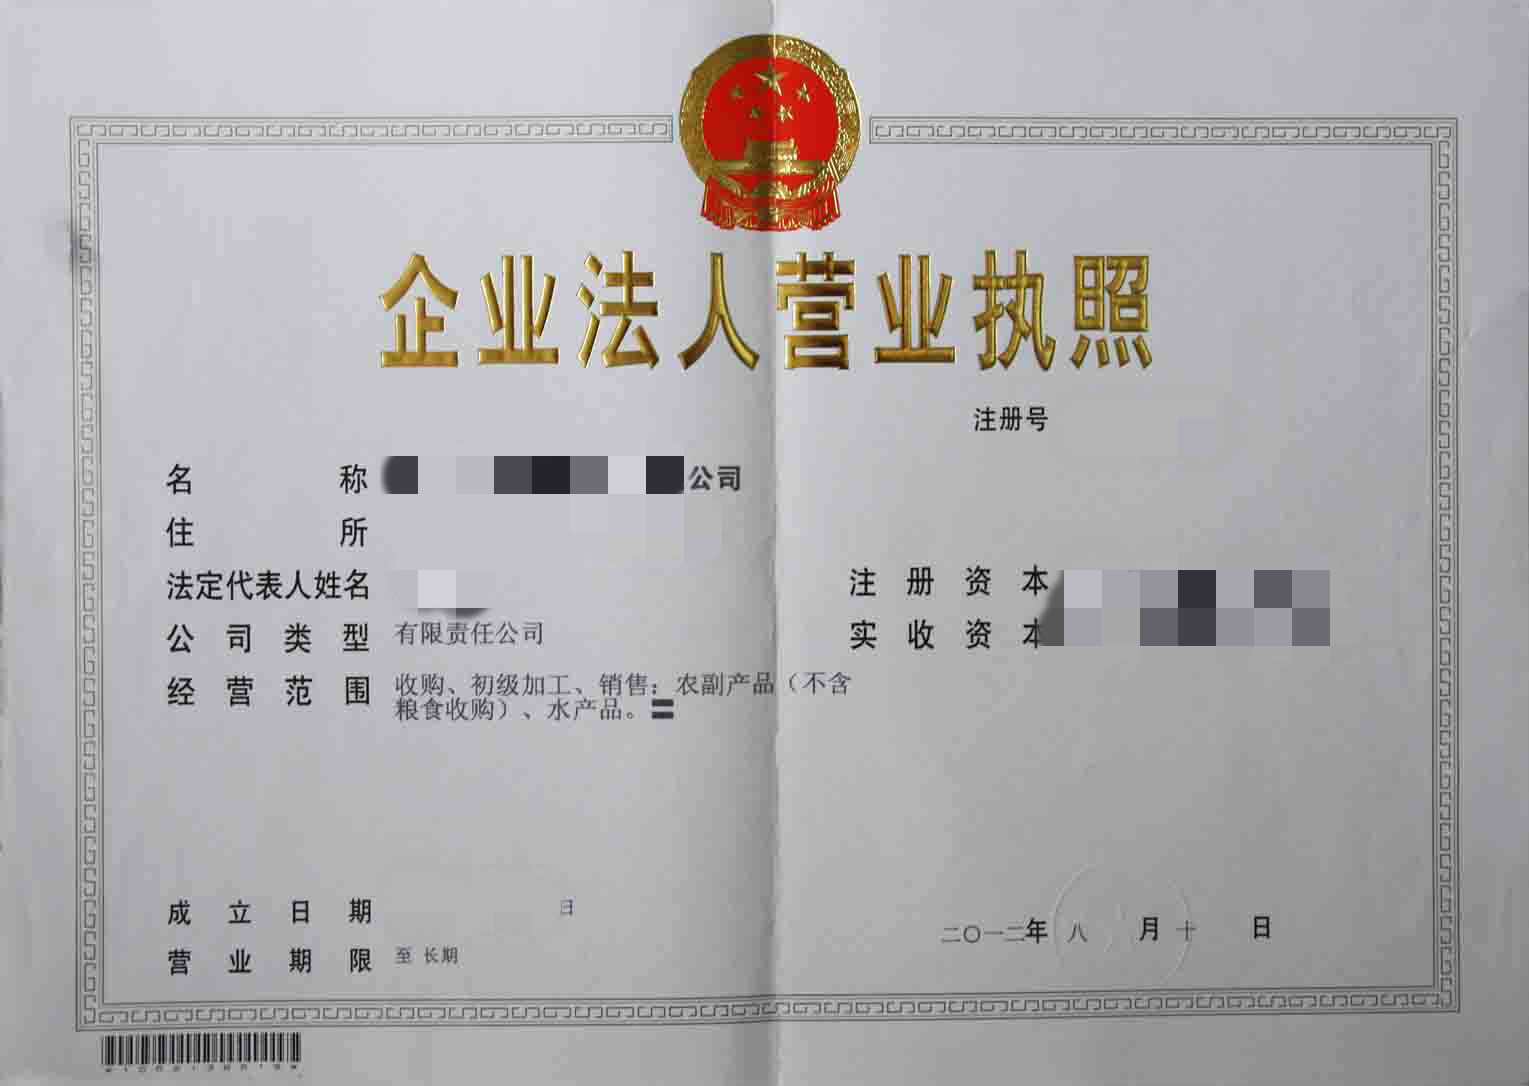 企业法人营业执照
注册号
名 称 公司
住 所
法定代表人姓名
注 册 资 本
公 司 类 型 有限责任公司
实 收 资 本
经 营 范 围 收购、初级加工、销售:农副产品(不含
粮食收购)、水产品。
成 立 日 期 日
二〇一二年 八 月 十 日
营 业 期 限 至 长期